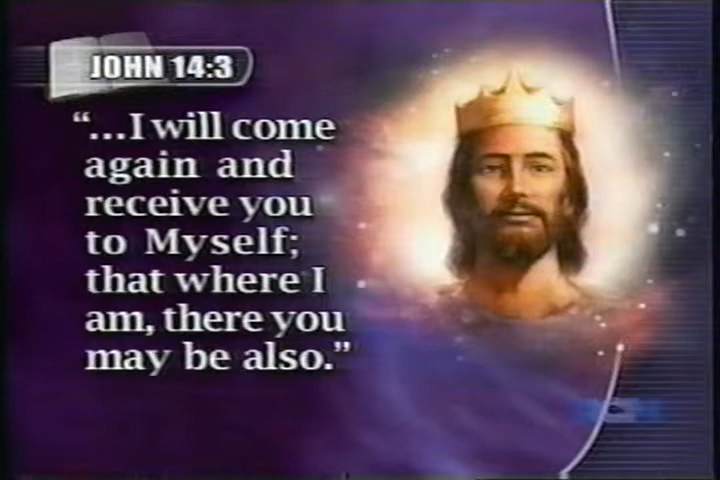 JOHN 14:3
“...I will come
again and
receive you
to Myself;
that where I
am, there you
may be also.”